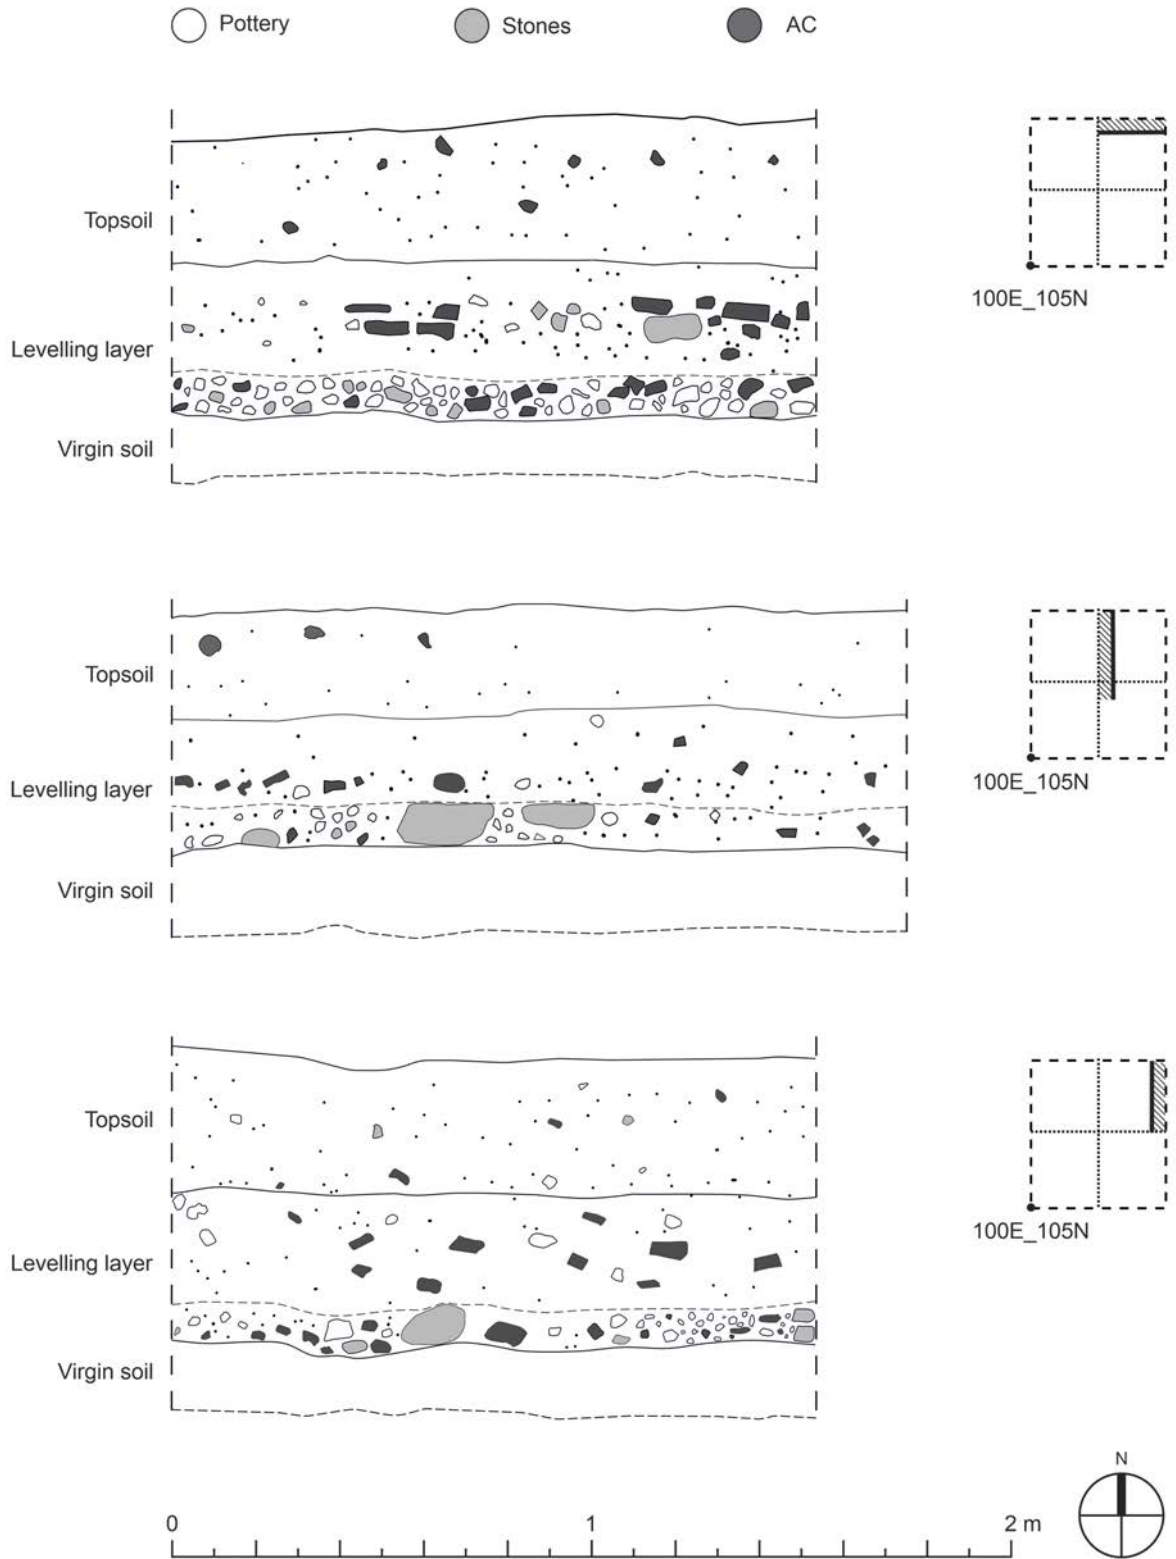 Pottery
Stones
AC
Topsoil
Levelling layer
Virgin soil
100E_105N
Topsoil
Levelling layer
Virgin soil
100E_105N
Topsoil
Levelling layer
Virgin soil
100E_105N
N
0 1 2 m